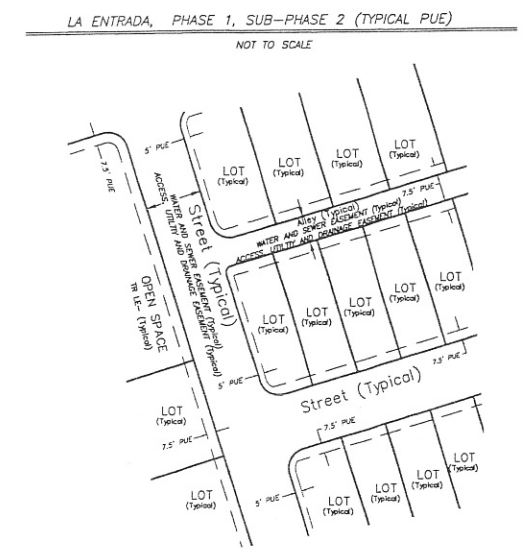 LA ENTRADA, PHASE 1, SUB-PHASE 2 (TYPICAL PUE)
NOT TO SCALE
5' PUE
7.5' PUE
LOT
(Typical)
LOT
(Typical)
LOT
(Typical)
LOT
(Typical)
7.5' PUE
Street (Typical)
WATER AND SEWER EASEMENT (Typical)
ACCESS, UTILITY AND DRAINAGE EASEMENT (Typical)
Alley (Typical)
WATER AND SEWER EASEMENT (Typical)
ACCESS, UTILITY AND DRAINAGE EASEMENT (Typical)
OPEN SPACE
TR LE- (Typical)
LOT
(Typical)
LOT
(Typical)
LOT
(Typical)
LOT
(Typical)
LOT
(Typical)
5' PUE
7.5' PUE
Street (Typical)
LOT
(Typical)
7.5' PUE
7.5' PUE
LOT
(Typical)
5' PUE
LOT
(Typical)
LOT
(Typical)
LOT
(Typical)
LOT
(Typical)